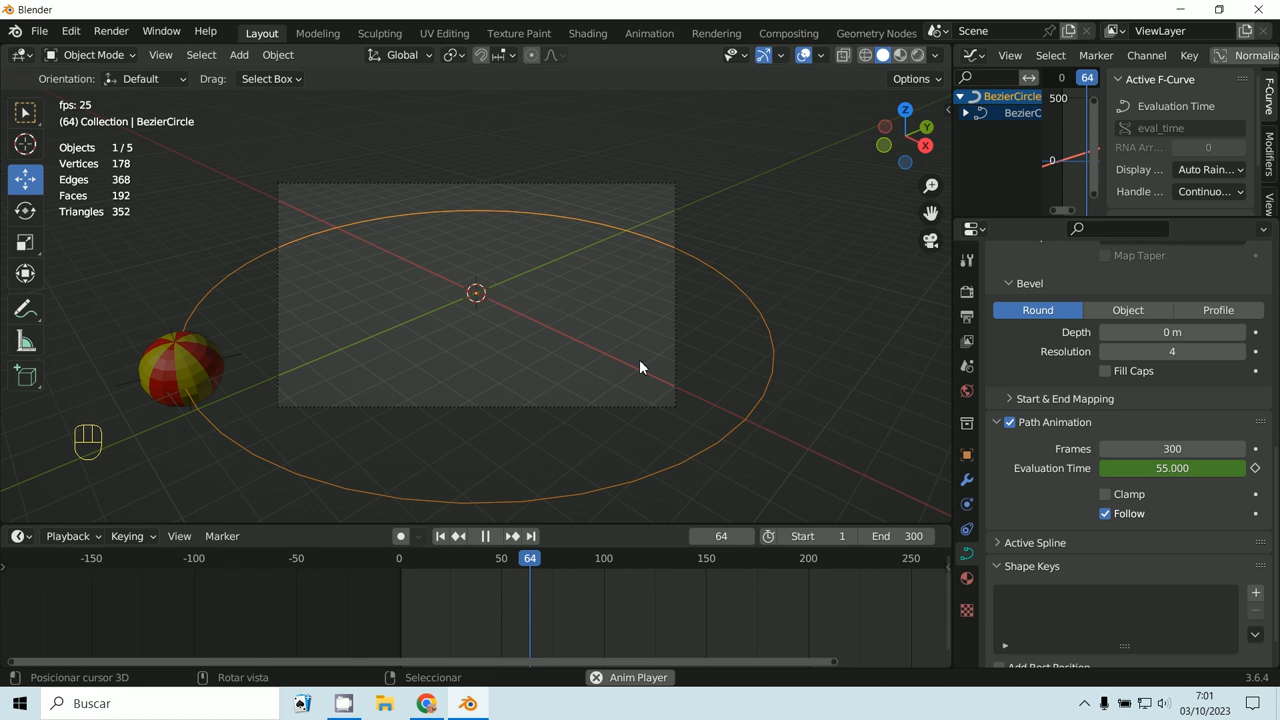 Blender
File Edit Render Window Help Layout Modeling Sculpting UV Editing Texture Paint Shading Animation Rendering Compositing Geometry Nodes Scene ViewLayer
Object Mode View Select Add Object Global View Select Marker Channel Key Normaliz
Orientation: Default Drag: Select Box Options
0 64
Active F-Curve
F-Curve
Modifiers
View
BezierCircle 500
BezierC
0
Evaluation Time
eval_time
RNA Arr... 0
Display ... Auto Rain...
Handle ... Continuo...
fps: 25
(64) Collection | BezierCircle
Objects 1 / 5
Vertices 178
Edges 368
Faces 192
Triangles 352
Z
Y
X
Map Taper
Bevel
Round Object Profile
Depth 0 m
Resolution 4
Fill Caps
Start & End Mapping
Path Animation
Frames 300
Evaluation Time 55.000
Clamp
Follow
Active Spline
Shape Keys
Playback Keying View Marker 64 Start 1 End 300
-150 -100 -50 0 50 64 100 150 200 250
Posicionar cursor 3D Rotar vista Seleccionar Anim Player 3.6.4
Buscar
7:01
03/10/2023